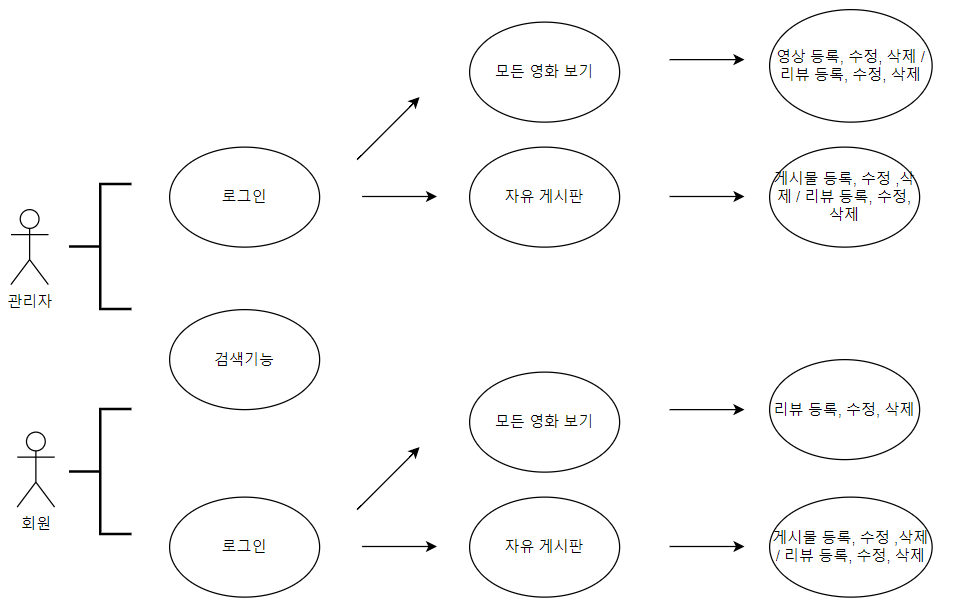 모든 영화 보기
영상 등록, 수정, 삭제 /
리뷰 등록, 수정, 삭제
로그인
자유 게시판
게시물 등록, 수정 ,삭
제 / 리뷰 등록, 수정,
삭제
관리자
검색기능
모든 영화 보기
리뷰 등록, 수정, 삭제
회원
로그인
자유 게시판
게시물 등록, 수정 ,삭제
/ 리뷰 등록, 수정, 삭제